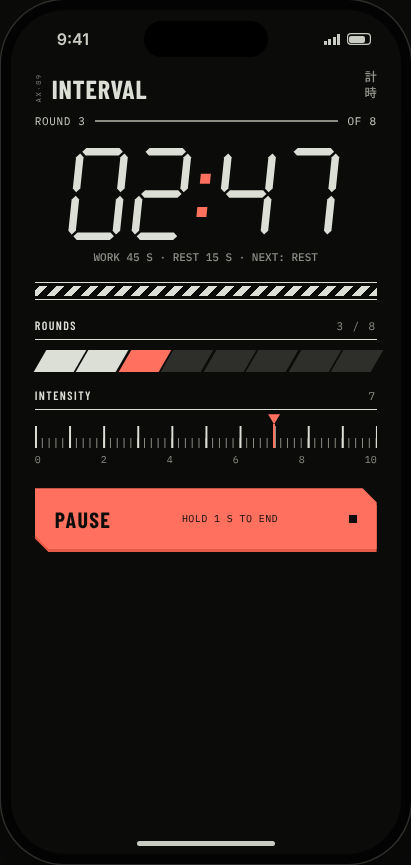 9:41
AX-09
INTERVAL
計時
ROUND 3
OF 8
02:47
WORK 45 S · REST 15 S · NEXT: REST
ROUNDS
3 / 8
INTENSITY
7
0 2 4 6 8 10
PAUSE
HOLD 1 S TO END